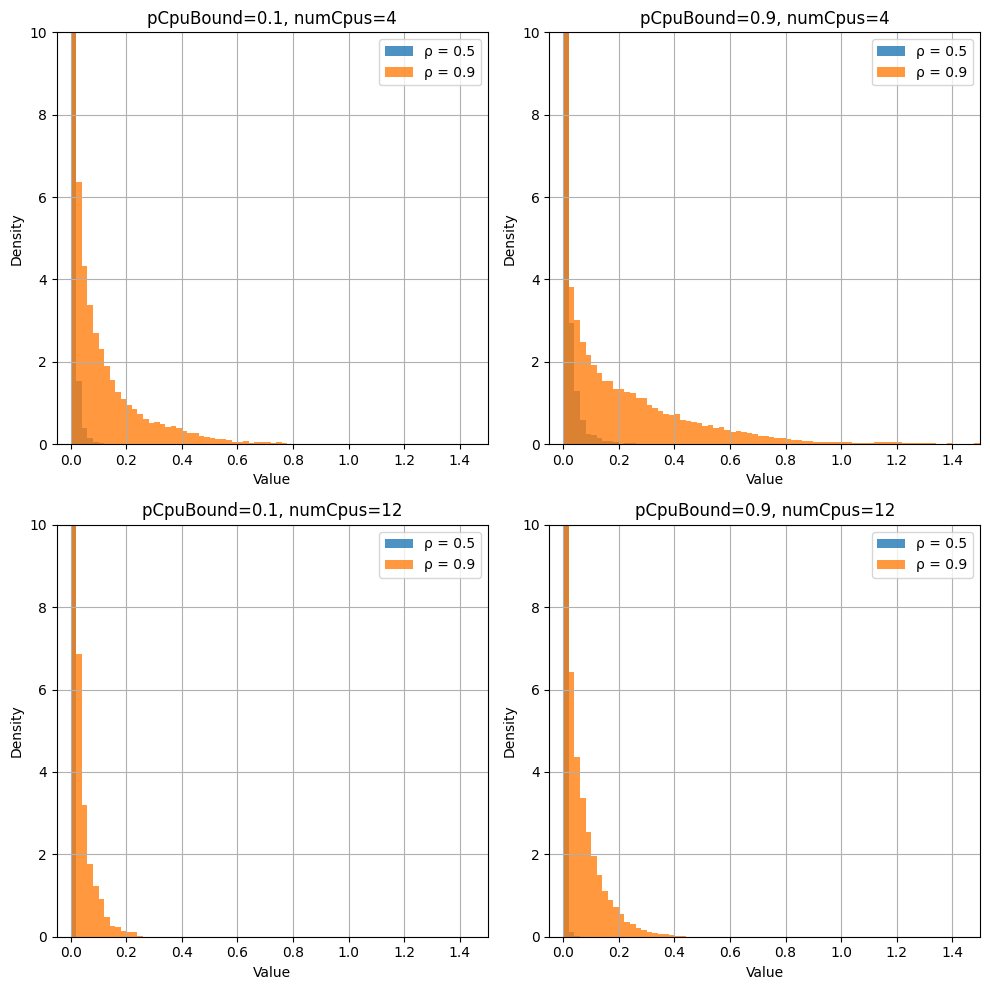 pCpuBound=0.1, numCpus=4
10
8
6
4
2
0
Density
0.0 0.2 0.4 0.6 0.8 1.0 1.2 1.4
Value
ρ = 0.5
ρ = 0.9
pCpuBound=0.9, numCpus=4
10
8
6
4
2
0
Density
0.0 0.2 0.4 0.6 0.8 1.0 1.2 1.4
Value
ρ = 0.5
ρ = 0.9
pCpuBound=0.1, numCpus=12
10
8
6
4
2
0
Density
0.0 0.2 0.4 0.6 0.8 1.0 1.2 1.4
Value
ρ = 0.5
ρ = 0.9
pCpuBound=0.9, numCpus=12
10
8
6
4
2
0
Density
0.0 0.2 0.4 0.6 0.8 1.0 1.2 1.4
Value
ρ = 0.5
ρ = 0.9